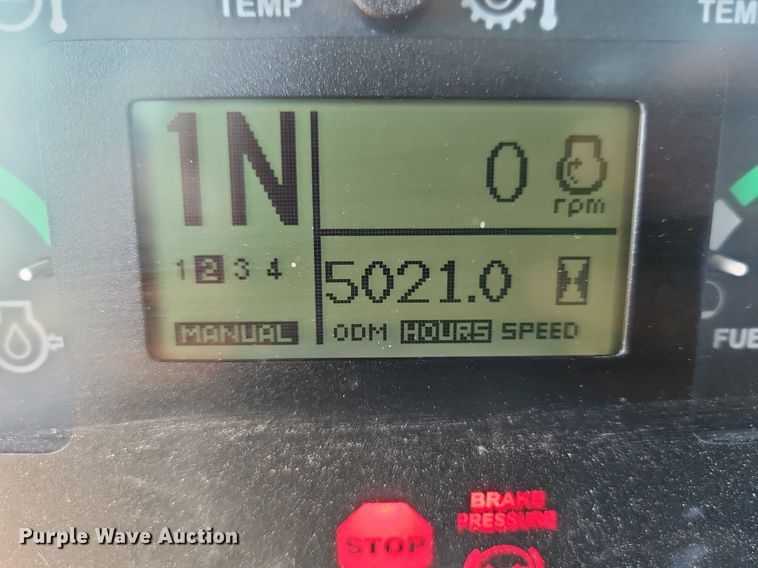 TEMP
TEM
1N
0
rpm
1 2 3 4
5021.0
MANUAL
ODM HOURS SPEED
FUE
BRAKE
PRESSURE
STOP
Purple Wave Auction